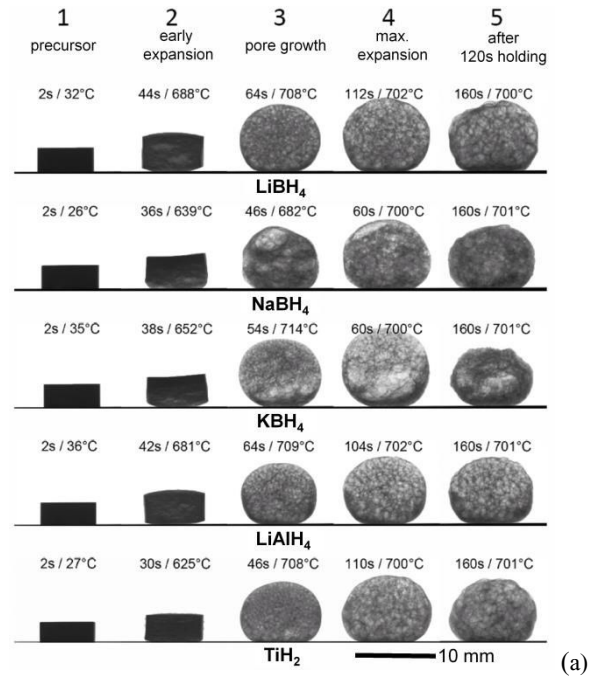 1 2 3 4 5
precursor early expansion pore growth max. expansion after 120s holding
2s / 32°C 44s / 688°C 64s / 708°C 112s / 702°C 160s / 700°C
LiBH4
2s / 26°C 36s / 639°C 46s / 682°C 60s / 700°C 160s / 701°C
NaBH4
2s / 35°C 38s / 652°C 54s / 714°C 60s / 700°C 160s / 701°C
KBH4
2s / 36°C 42s / 681°C 64s / 709°C 104s / 702°C 160s / 701°C
LiAlH4
2s / 27°C 30s / 625°C 46s / 708°C 110s / 700°C 160s / 701°C
TiH2
10 mm
(a)